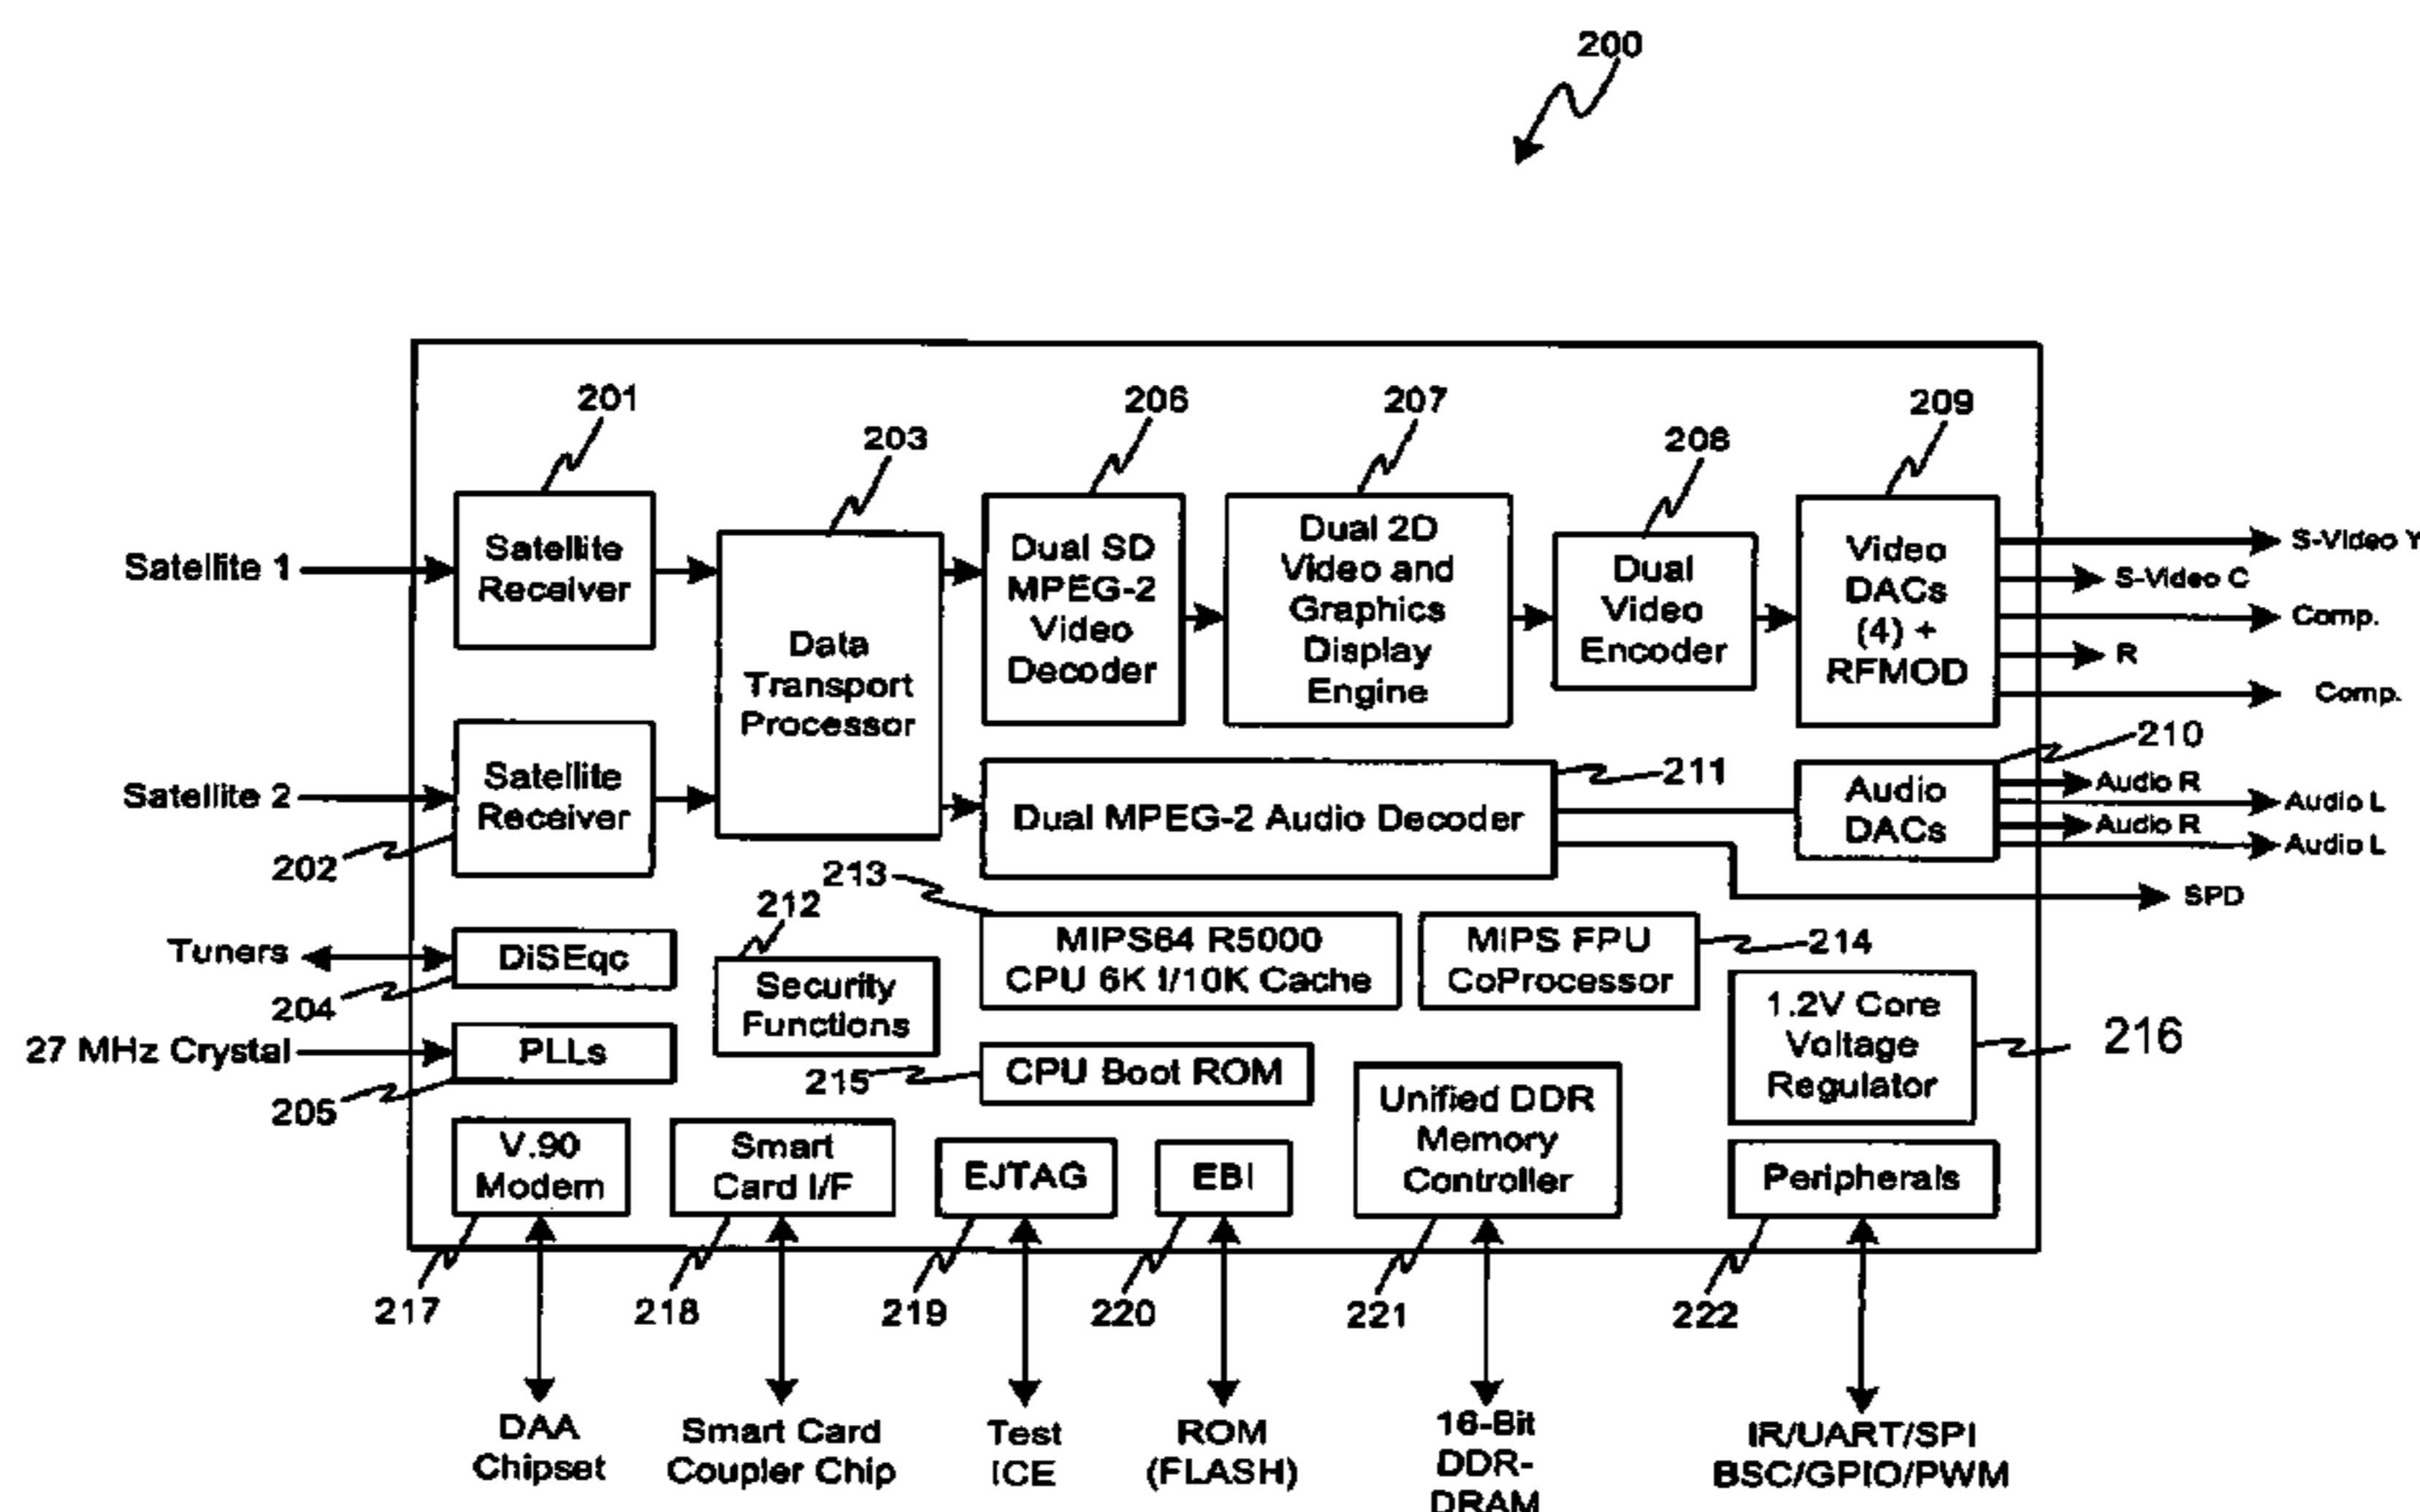 200
201
203
206
207
208
209
Satellite 1
Satellite
Receiver
Data
Transport
Processor
Dual SD
MPEG-2
Video
Decoder
Dual 2D
Video and
Graphics
Display
Engine
Dual
Video
Encoder
Video
DACs
(4) +
RFMOD
S-Video Y
S-Video C
Comp.
R
Comp.
Satellite 2
Satellite
Receiver
202
Dual MPEG-2 Audio Decoder
211
Audio
DACs
210
Audio R
Audio L
Audio R
Audio L
SPD
213
212
Tuners
DiSEqc
204
Security
Functions
MIPS64 R5000
CPU 6K I/10K Cache
MIPS FPU
CoProcessor
214
1.2V Core
Voltage
Regulator
216
27 MHz Crystal
PLLs
205
215
CPU Boot ROM
Unified DDR
Memory
Controller
V.90
Modem
Smart
Card I/F
EJTAG
EBI
Peripherals
217
218
219
220
221
222
DAA
Chipset
Smart Card
Coupler Chip
Test
ICE
ROM
(FLASH)
16-Bit
DDR-
DRAM
IR/UART/SPI
BSC/GPIO/PWM